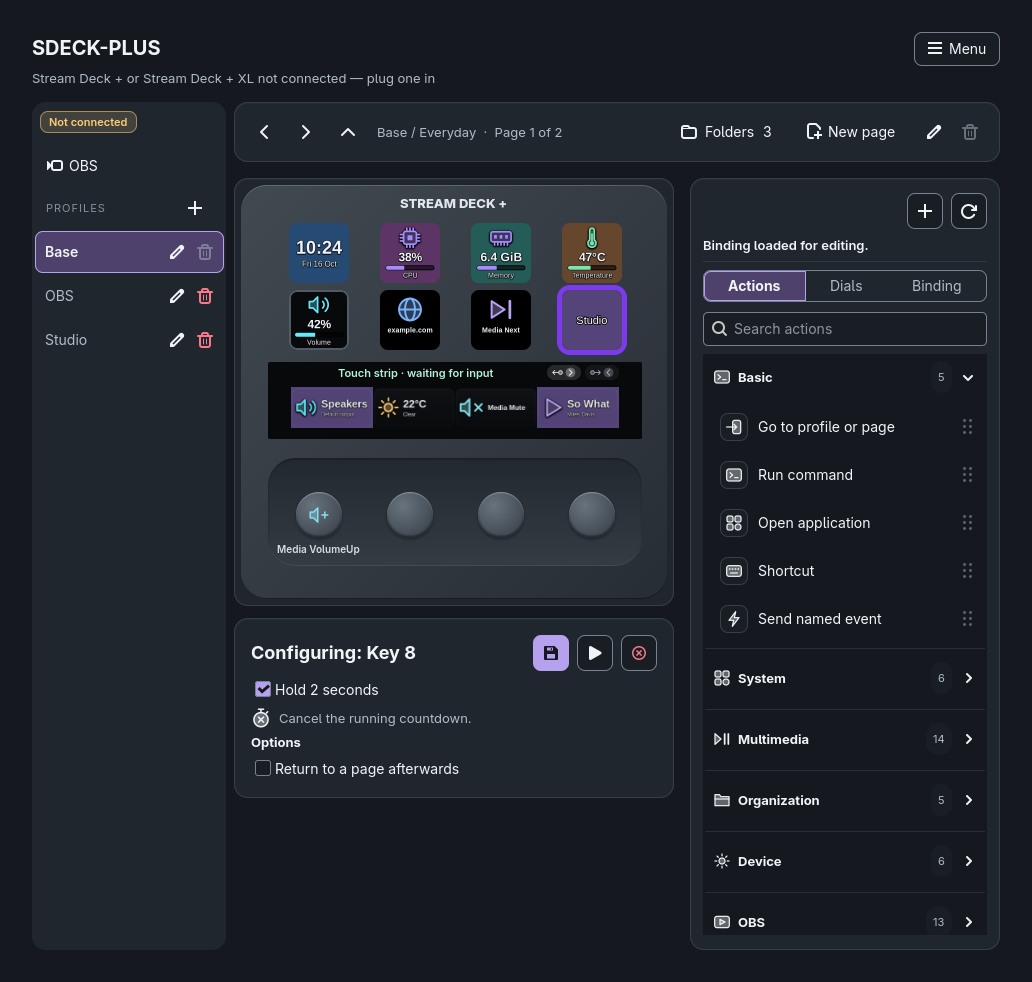 SDECK-PLUS
Menu
Stream Deck + or Stream Deck + XL not connected — plug one in
Not connected
OBS
PROFILES
Base
OBS
Studio
Base / Everyday · Page 1 of 2
Folders 3
New page
STREAM DECK +
10:24
Fri 16 Oct
38%
CPU
6.4 GiB
Memory
47°C
Temperature
42%
Volume
example.com
Media Next
Studio
Touch strip · waiting for input
Speakers
Default output
22°C
Clear
Media Mute
So What
Miles Davis
Media VolumeUp
Configuring: Key 8
Hold 2 seconds
Cancel the running countdown.
Options
Return to a page afterwards
Binding loaded for editing.
Actions
Dials
Binding
Search actions
Basic 5
Go to profile or page
Run command
Open application
Shortcut
Send named event
System 6
Multimedia 14
Organization 5
Device 6
OBS 13